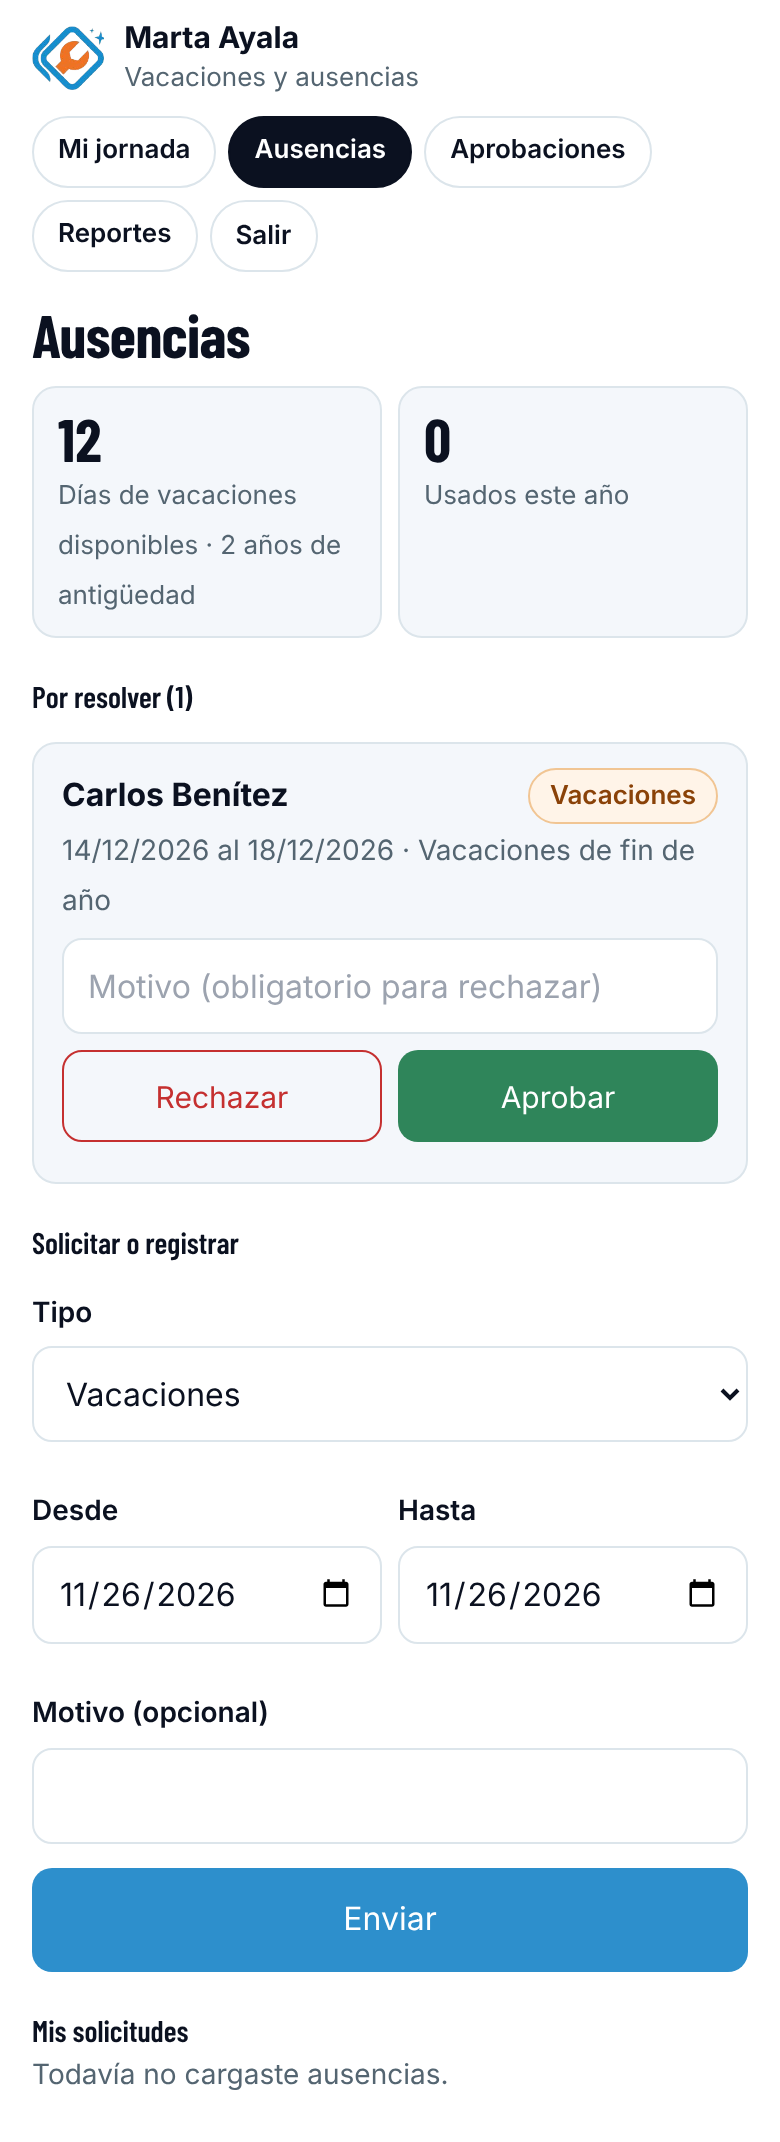 Marta Ayala
Vacaciones y ausencias
Mi jornada
Ausencias
Aprobaciones
Reportes
Salir
Ausencias
12
Días de vacaciones
disponibles · 2 años de
antigüedad
0
Usados este año
Por resolver (1)
Carlos Benítez
Vacaciones
14/12/2026 al 18/12/2026 · Vacaciones de fin de
año
Motivo (obligatorio para rechazar)
Rechazar
Aprobar
Solicitar o registrar
Tipo
Vacaciones
Desde
Hasta
11/26/2026
11/26/2026
Motivo (opcional)
Enviar
Mis solicitudes
Todavía no cargaste ausencias.